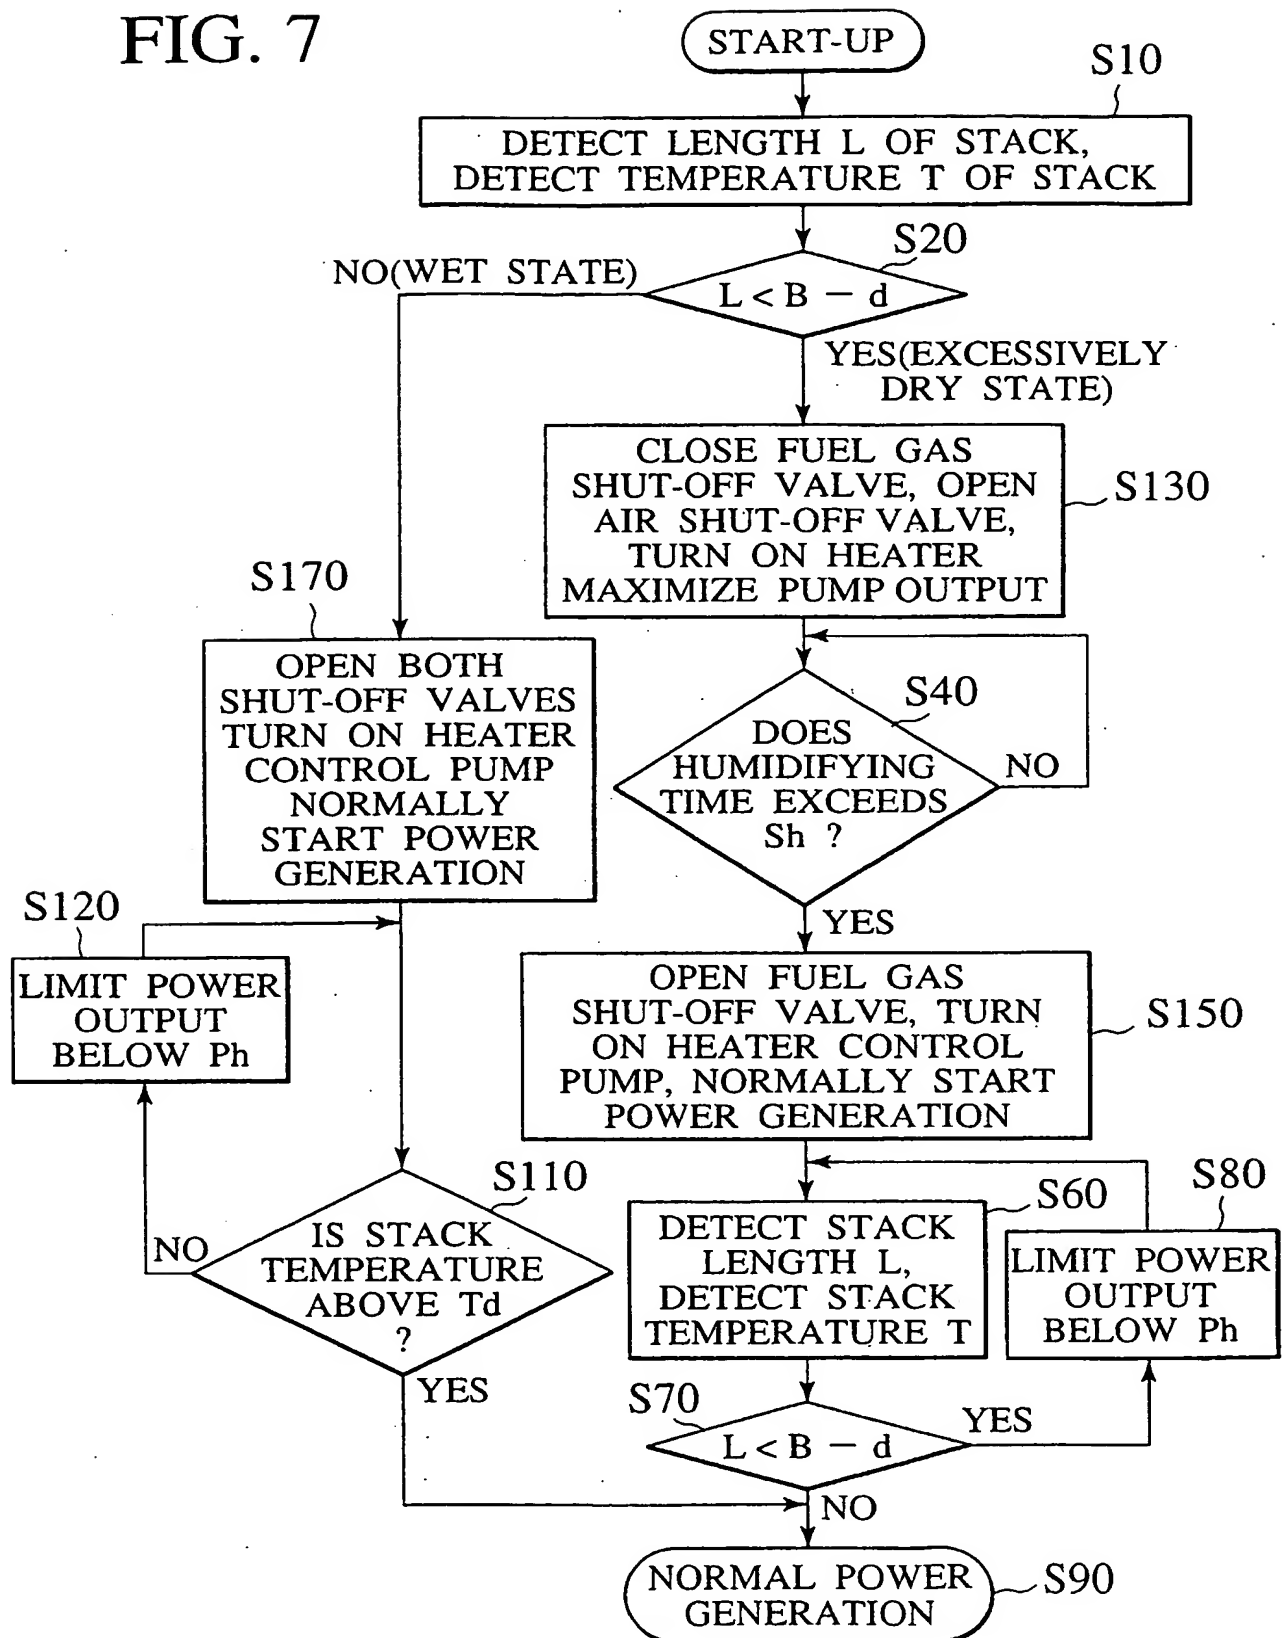 FIG. 7
START-UP
S10
DETECT LENGTH L OF STACK,
DETECT TEMPERATURE T OF STACK
S20
L < B − d
NO(WET STATE)
YES(EXCESSIVELY
DRY STATE)
CLOSE FUEL GAS
SHUT-OFF VALVE, OPEN
AIR SHUT-OFF VALVE,
TURN ON HEATER
MAXIMIZE PUMP OUTPUT
S130
S170
OPEN BOTH
SHUT-OFF VALVES
TURN ON HEATER
CONTROL PUMP
NORMALLY
START POWER
GENERATION
S40
DOES
HUMIDIFYING
TIME EXCEEDS
Sh ?
NO
YES
S120
LIMIT POWER
OUTPUT
BELOW Ph
OPEN FUEL GAS
SHUT-OFF VALVE, TURN
ON HEATER CONTROL
PUMP, NORMALLY START
POWER GENERATION
S150
S110
IS STACK
TEMPERATURE
ABOVE Td
?
NO
YES
S60
DETECT STACK
LENGTH L,
DETECT STACK
TEMPERATURE T
S80
LIMIT POWER
OUTPUT
BELOW Ph
S70
L < B − d
YES
NO
NORMAL POWER
GENERATION
S90